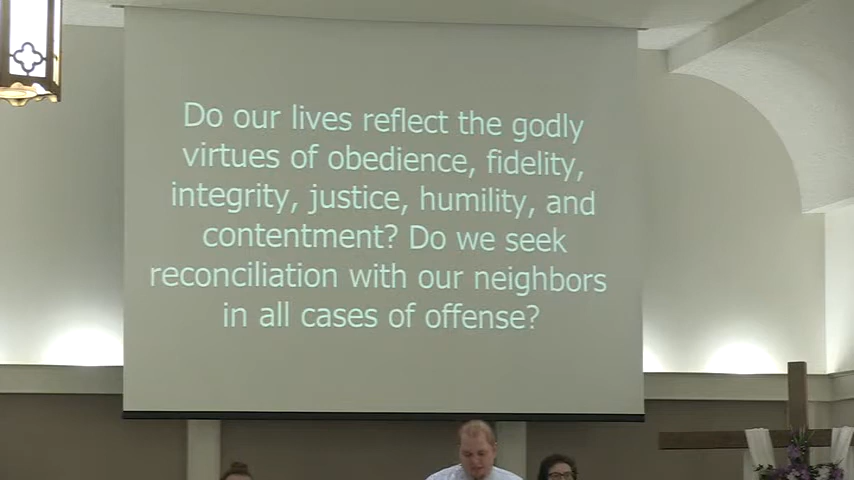 Do our lives reflect the godly
virtues of obedience, fidelity,
integrity, justice, humility, and
contentment? Do we seek
reconciliation with our neighbors
in all cases of offense?